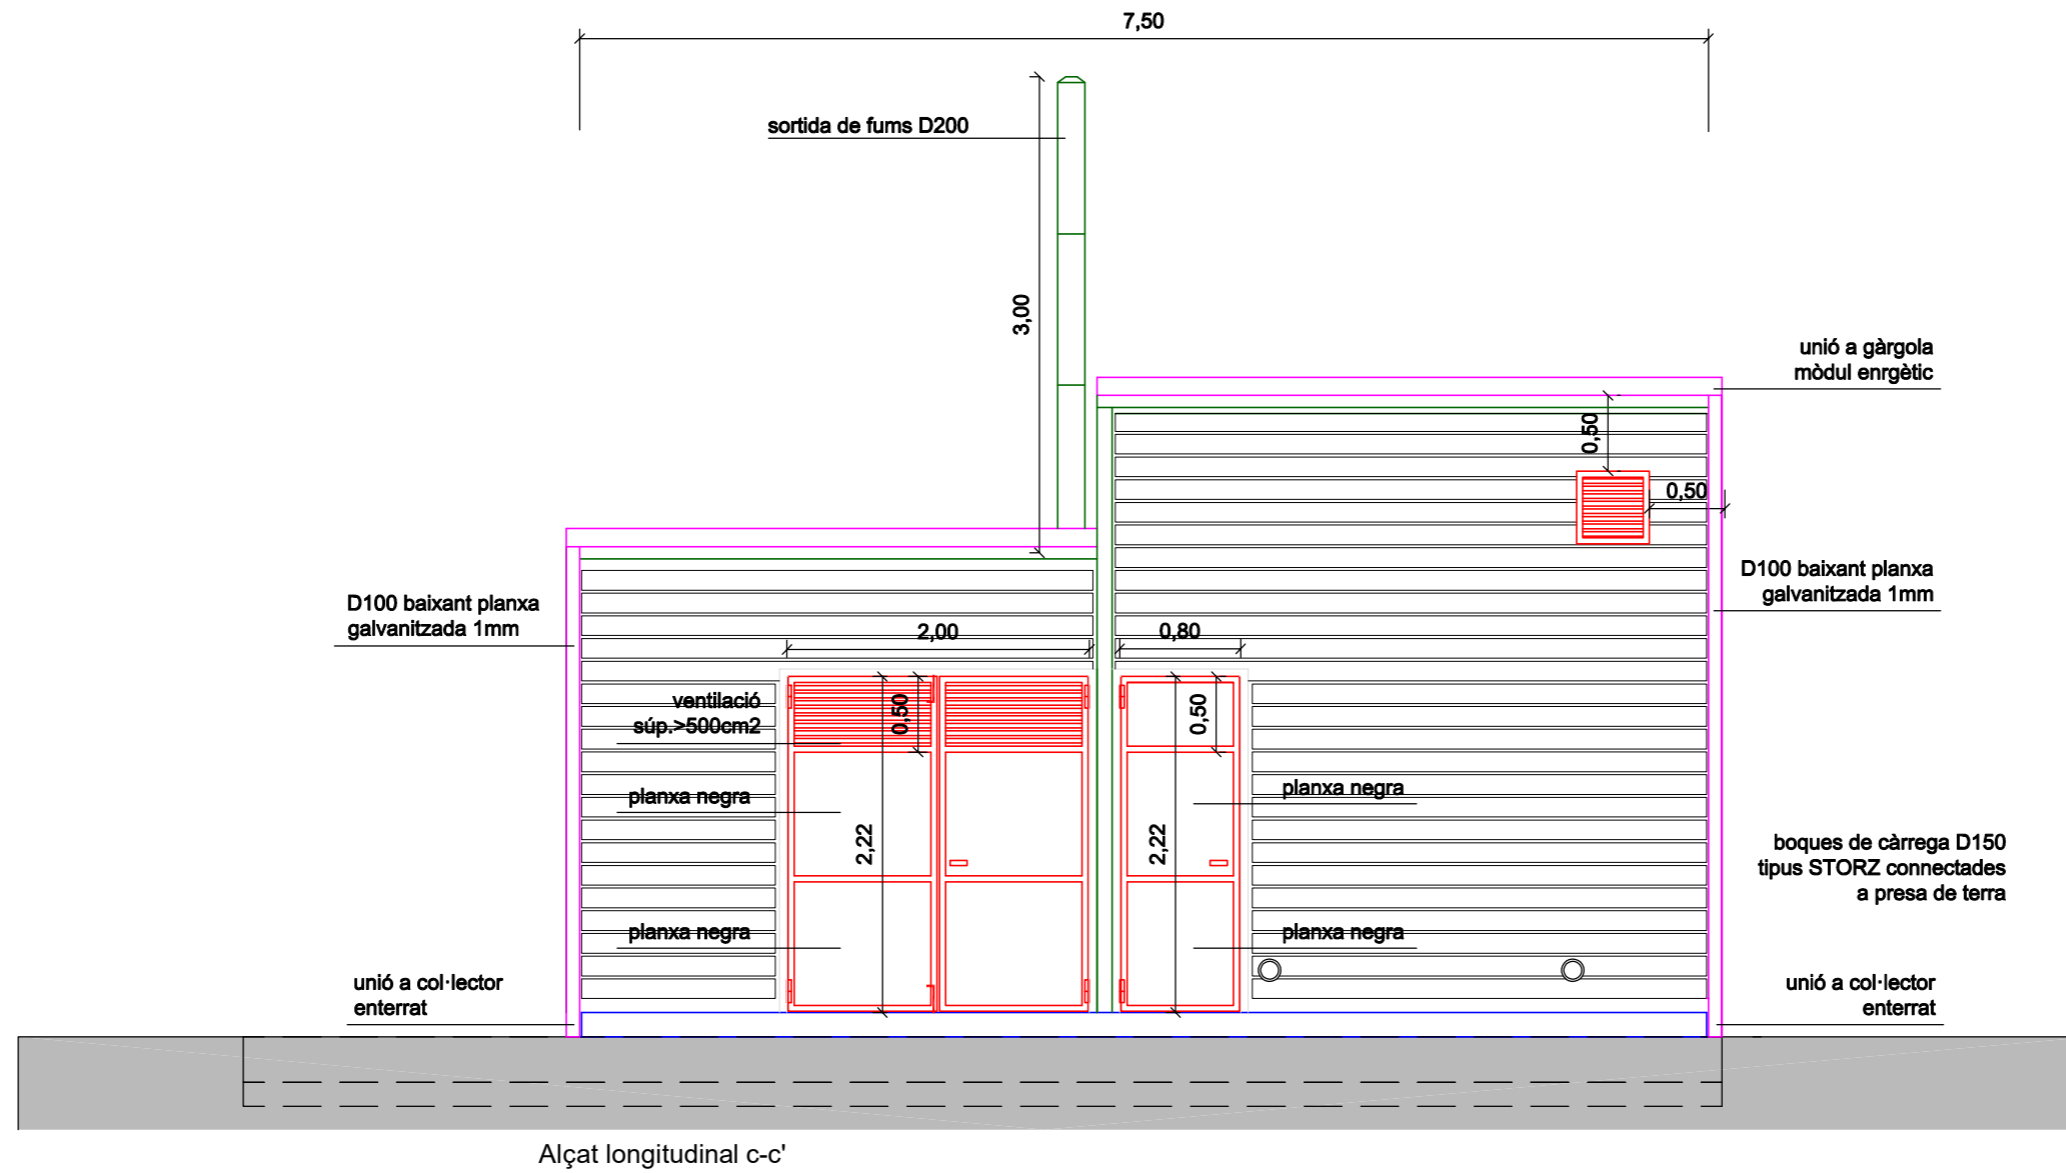 7,50
sortida de fums D200
3,00
unió a gàrgola
mòdul enrgètic
0,50
0,50
D100 baixant planxa
galvanitzada 1mm
D100 baixant planxa
galvanitzada 1mm
2,00
0,80
ventilació
súp.>500cm2
0,50
0,50
planxa negra
planxa negra
2,22
2,22
boques de càrrega D150
tipus STORZ connectades
a presa de terra
planxa negra
planxa negra
unió a col·lector
enterrat
unió a col·lector
enterrat
Alçat longitudinal c-c'